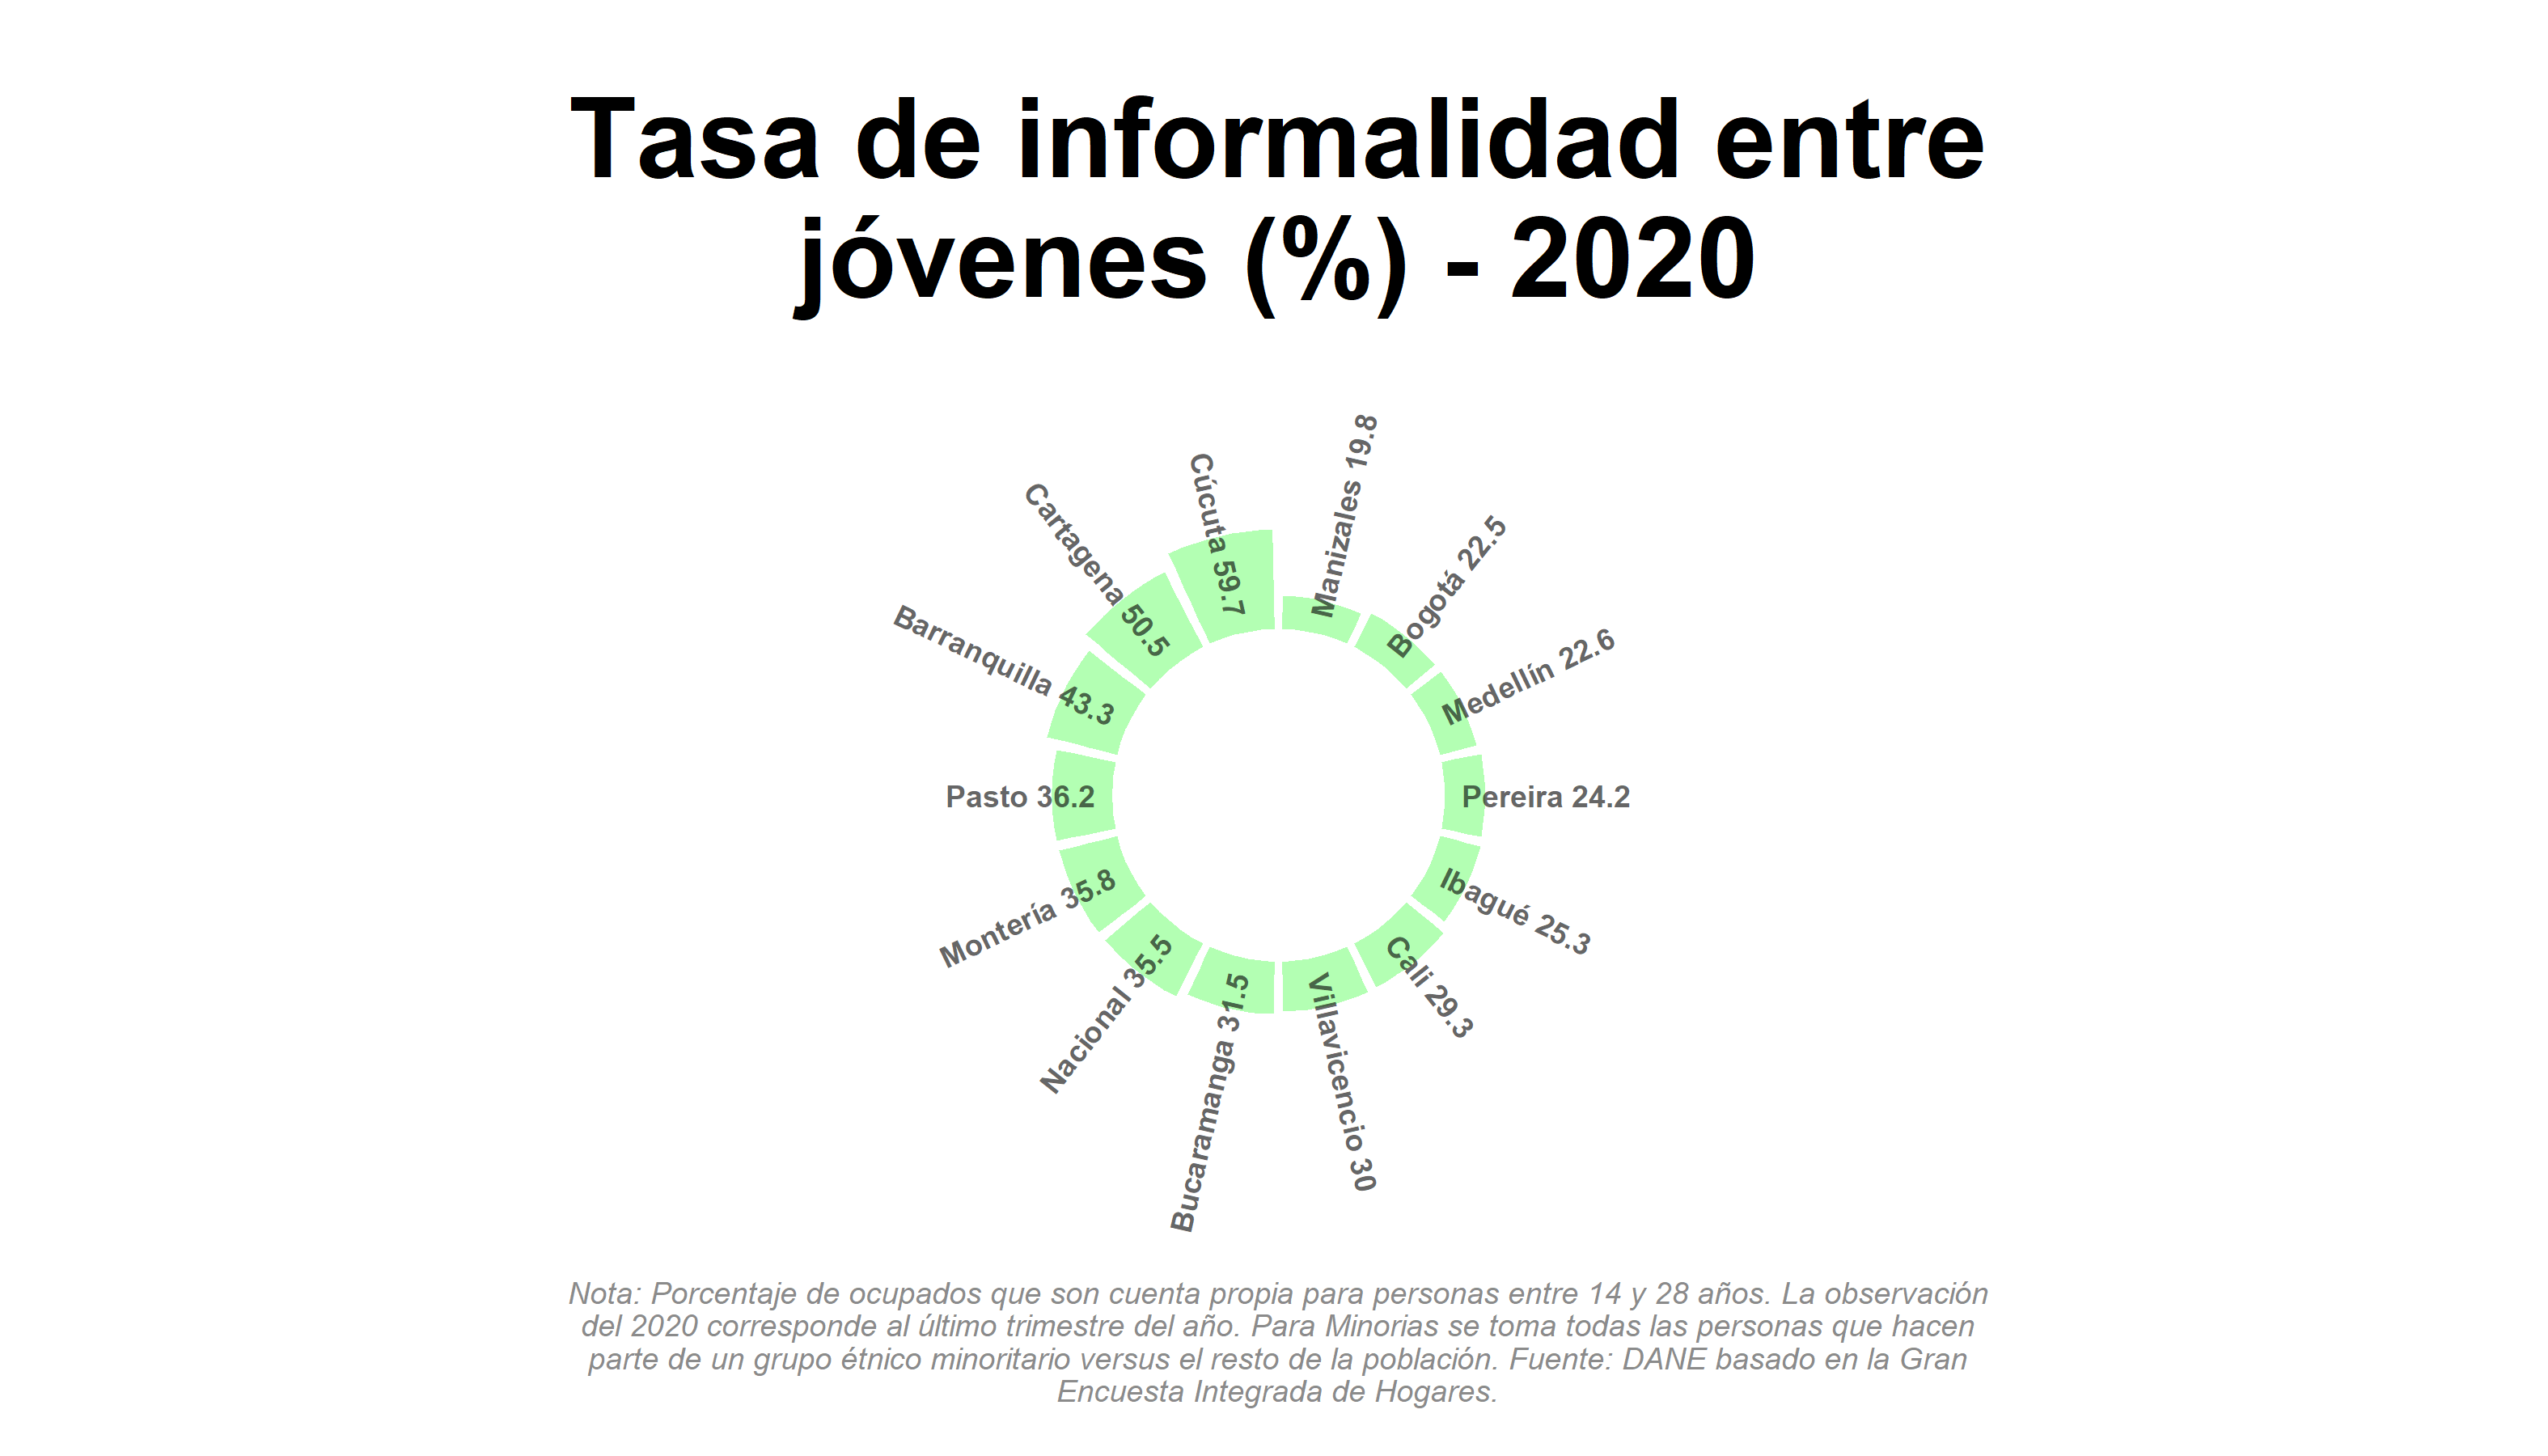 Tasa de informalidad entre
jóvenes (%) - 2020
Manizales 19.8
Bogotá 22.5
Medellín 22.6
Pereira 24.2
Ibagué 25.3
Cali 29.3
Villavicencio 30
Bucaramanga 31.5
Nacional 35.5
Montería 35.8
Pasto 36.2
Barranquilla 43.3
Cartagena 50.5
Cúcuta 59.7
Nota: Porcentaje de ocupados que son cuenta propia para personas entre 14 y 28 años. La observación
del 2020 corresponde al último trimestre del año. Para Minorias se toma todas las personas que hacen
parte de un grupo étnico minoritario versus el resto de la población. Fuente: DANE basado en la Gran
Encuesta Integrada de Hogares.